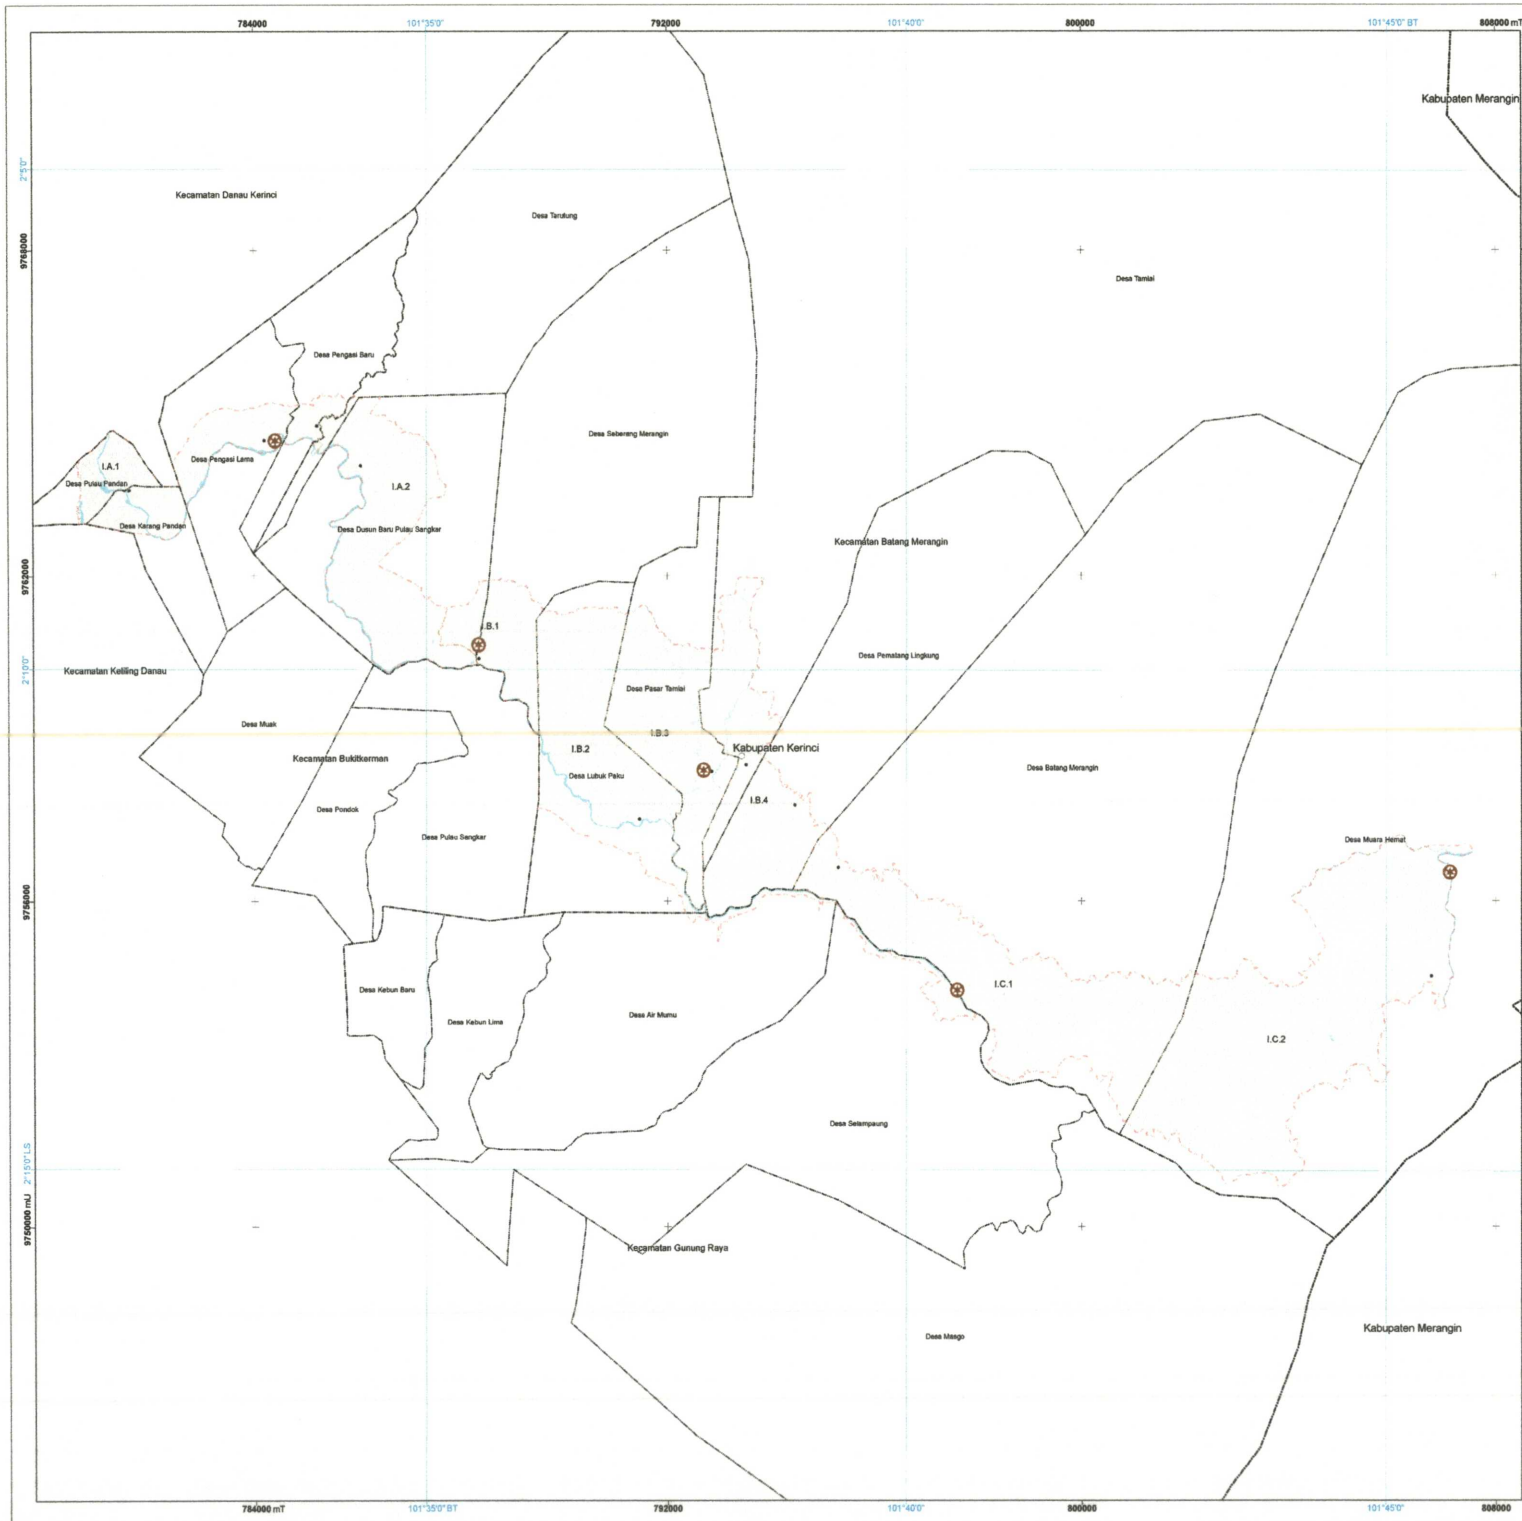 784000
101°35'0"
792000
101°40'0"
800000
101°45'0" BT
808000 mT
Kabupaten Merangin
2°5'0"
Kecamatan Danau Kerinci
Desa Tarutung
9768000
Desa Tamiai
Desa Pengasi Baru
Desa Seberang Merangin
Desa Pengasi Lama
I.A.1
Desa Pulau Pandan
I.A.2
Desa Karang Pandan
Desa Dusun Baru Pulau Sangkar
Kecamatan Batang Merangin
9762000
I.B.1
Desa Pematang Lingkung
Kecamatan Keliling Danau
2°10'0"
Desa Pasar Tamiai
Desa Muak
I.B.3
I.B.2
Kabupaten Kerinci
Kecamatan Bukitkerman
Desa Batang Merangin
Desa Lubuk Paku
I.B.4
Desa Pondok
Desa Pulau Sangkar
Desa Muara Hemat
9756000
I.C.1
Desa Kebun Baru
Desa Air Mumu
Desa Kebun Lima
I.C.2
Desa Selampaung
2°15'0" LS
9750000 mU
Kecamatan Gunung Raya
Kabupaten Merangin
Desa Masgo
784000 mT
101°35'0" BT
792000
101°40'0"
800000
101°45'0"
808000